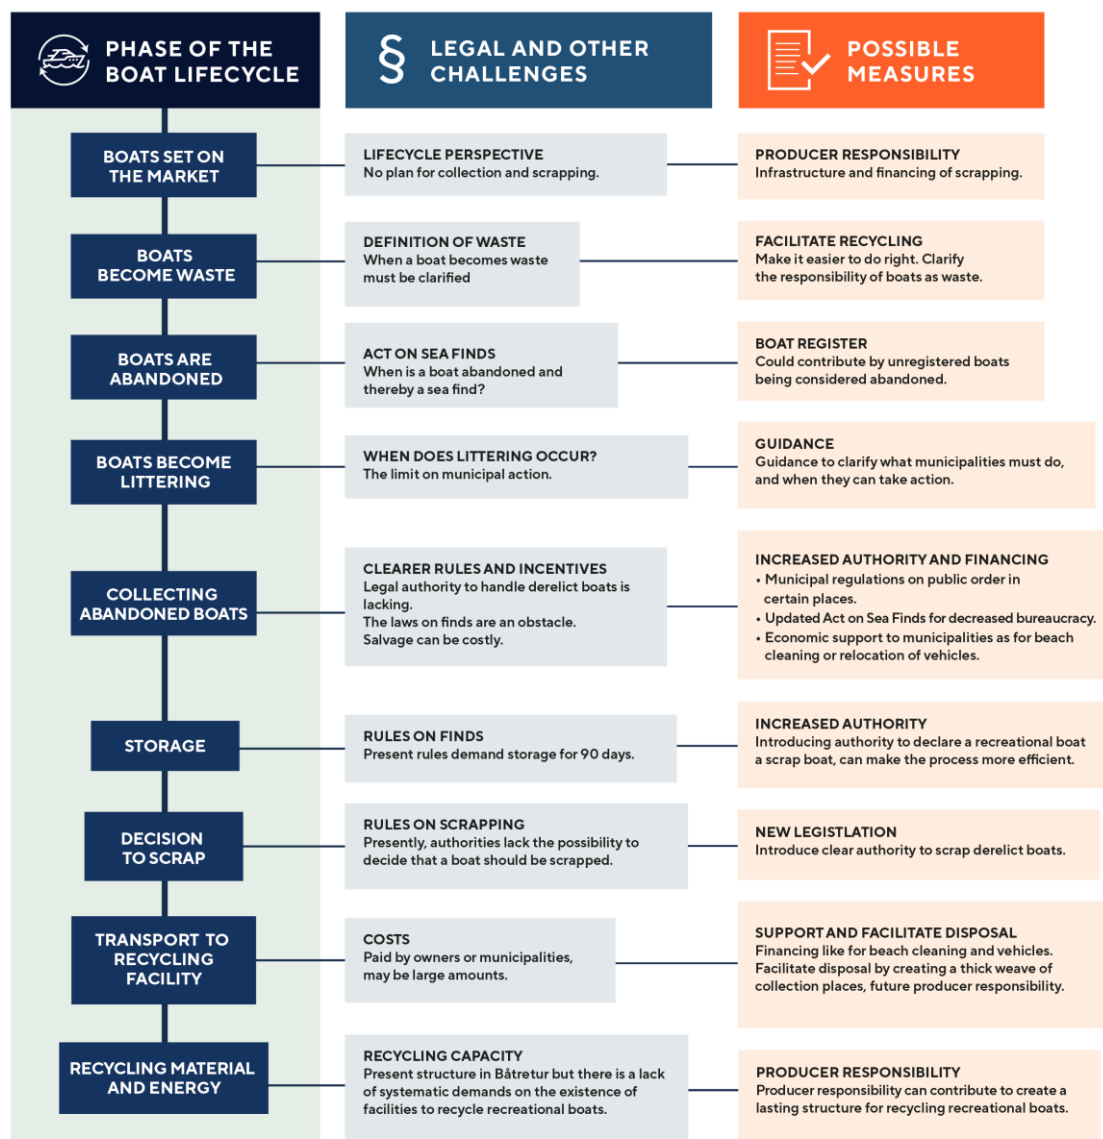 PHASE OF THE
BOAT LIFECYCLE
§
LEGAL AND OTHER
CHALLENGES
POSSIBLE
MEASURES
BOATS SET ON
THE MARKET
LIFECYCLE PERSPECTIVE
No plan for collection and scrapping.
PRODUCER RESPONSIBILITY
Infrastructure and financing of scrapping.
BOATS
BECOME WASTE
DEFINITION OF WASTE
When a boat becomes waste
must be clarified
FACILITATE RECYCLING
Make it easier to do right. Clarify
the responsibility of boats as waste.
BOATS ARE
ABANDONED
ACT ON SEA FINDS
When is a boat abandoned and
thereby a sea find?
BOAT REGISTER
Could contribute by unregistered boats
being considered abandoned.
BOATS BECOME
LITTERING
WHEN DOES LITTERING OCCUR?
The limit on municipal action.
GUIDANCE
Guidance to clarify what municipalities must do,
and when they can take action.
COLLECTING
ABANDONED BOATS
CLEARER RULES AND INCENTIVES
Legal authority to handle derelict boats is
lacking.
The laws on finds are an obstacle.
Salvage can be costly.
INCREASED AUTHORITY AND FINANCING
• Municipal regulations on public order in
certain places.
• Updated Act on Sea Finds for decreased bureaucracy.
• Economic support to municipalities as for beach
cleaning or relocation of vehicles.
STORAGE
RULES ON FINDS
Present rules demand storage for 90 days.
INCREASED AUTHORITY
Introducing authority to declare a recreational boat
a scrap boat, can make the process more efficient.
DECISION
TO SCRAP
RULES ON SCRAPPING
Presently, authorities lack the possibility to
decide that a boat should be scrapped.
NEW LEGISTLATION
Introduce clear authority to scrap derelict boats.
TRANSPORT TO
RECYCLING
FACILITY
COSTS
Paid by owners or municipalities,
may be large amounts.
SUPPORT AND FACILITATE DISPOSAL
Financing like for beach cleaning and vehicles.
Facilitate disposal by creating a thick weave of
collection places, future producer responsibility.
RECYCLING MATERIAL
AND ENERGY
RECYCLING CAPACITY
Present structure in Båtretur but there is a lack
of systematic demands on the existence of
facilities to recycle recreational boats.
PRODUCER RESPONSIBILITY
Producer responsibility can contribute to create a
lasting structure for recycling recreational boats.